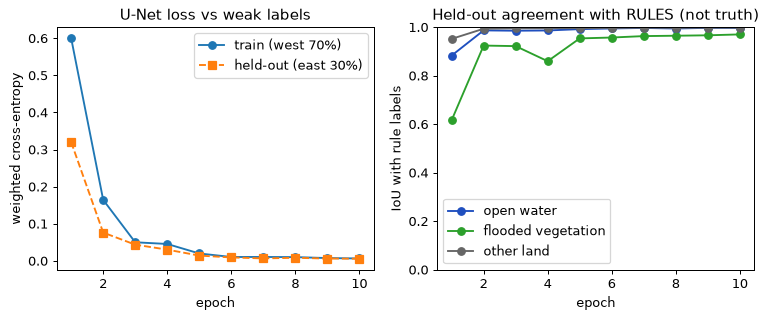 U-Net loss vs weak labels
weighted cross-entropy
0.6
0.5
0.4
0.3
0.2
0.1
0.0
train (west 70%)
held-out (east 30%)
2
4
6
8
10
epoch
Held-out agreement with RULES (not truth)
IoU with rule labels
1.0
0.8
0.6
0.4
0.2
0.0
open water
flooded vegetation
other land
2
4
6
8
10
epoch